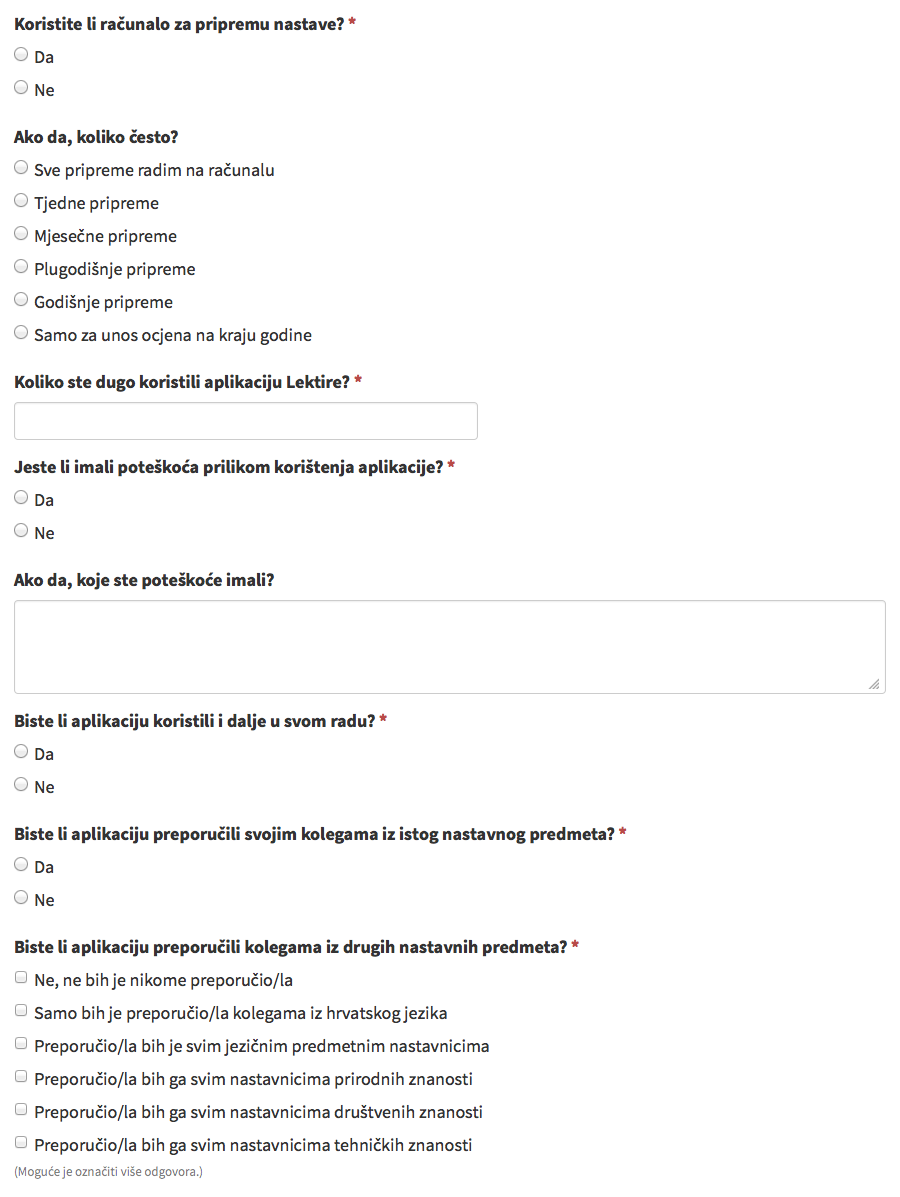 Koristite li računalo za pripremu nastave? *
Da
Ne
Ako da, koliko često?
Sve pripreme radim na računalu
Tjedne pripreme
Mjesečne pripreme
Plugodišnje pripreme
Godišnje pripreme
Samo za unos ocjena na kraju godine
Koliko ste dugo koristili aplikaciju Lektire? *
Jeste li imali poteškoća prilikom korištenja aplikacije? *
Da
Ne
Ako da, koje ste poteškoće imali?
Biste li aplikaciju koristili i dalje u svom radu? *
Da
Ne
Biste li aplikaciju preporučili svojim kolegama iz istog nastavnog predmeta? *
Da
Ne
Biste li aplikaciju preporučili kolegama iz drugih nastavnih predmeta? *
Ne, ne bih je nikome preporučio/la
Samo bih je preporučio/la kolegama iz hrvatskog jezika
Preporučio/la bih je svim jezičnim predmetnim nastavnicima
Preporučio/la bih ga svim nastavnicima prirodnih znanosti
Preporučio/la bih ga svim nastavnicima društvenih znanosti
Preporučio/la bih ga svim nastavnicima tehničkih znanosti
(Moguće je označiti više odgovora.)